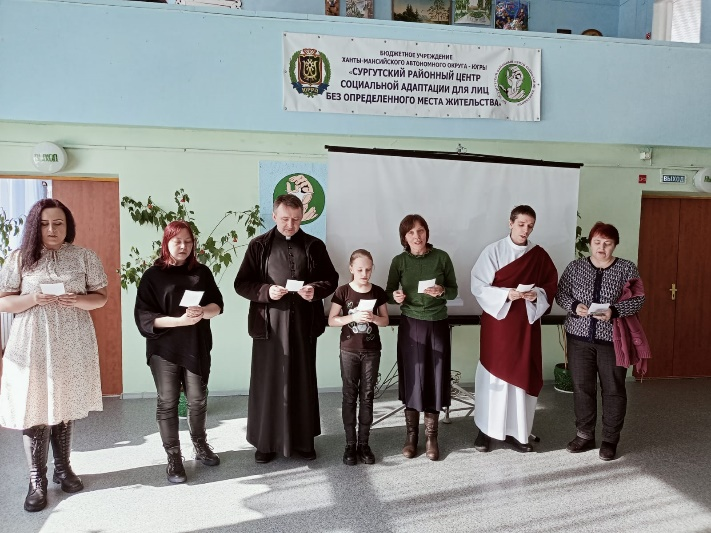 БЮДЖЕТНОЕ УЧРЕЖДЕНИЕ
ХАНТЫ-МАНСИЙСКОГО АВТОНОМНОГО ОКРУГА - ЮГРЫ
«СУРГУТСКИЙ РАЙОННЫЙ ЦЕНТР
СОЦИАЛЬНОЙ АДАПТАЦИИ ДЛЯ ЛИЦ
БЕЗ ОПРЕДЕЛЕННОГО МЕСТА ЖИТЕЛЬСТВА»
ЮГРА
ВЫХОД